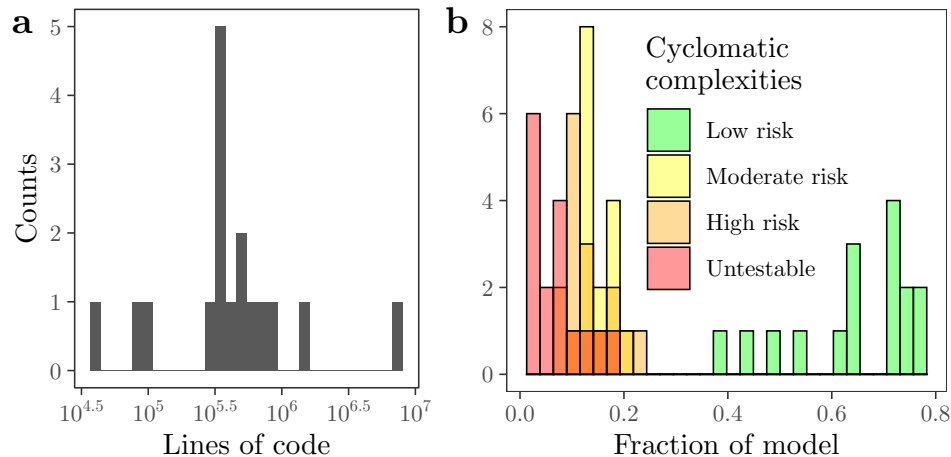 a
5
4
3
2
1
0
Counts
10^4.5 10^5 10^5.5 10^6 10^6.5 10^7
Lines of code
b
8
6
4
2
0
Cyclomatic
complexities
Low risk
Moderate risk
High risk
Untestable
0.0 0.2 0.4 0.6 0.8
Fraction of model